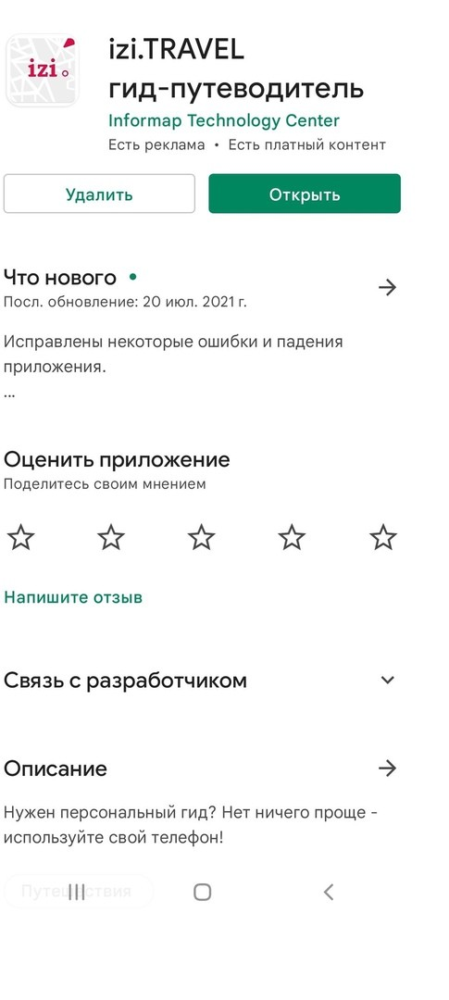 izi.
izi.TRAVEL
гид-путеводитель
Informap Technology Center
Есть реклама • Есть платный контент
Удалить
Открыть
Что нового
Посл. обновление: 20 июл. 2021 г.
Исправлены некоторые ошибки и падения
приложения.
...
Оценить приложение
Поделитесь своим мнением
Напишите отзыв
Связь с разработчиком
Описание
Нужен персональный гид? Нет ничего проще -
используйте свой телефон!
Путешествия